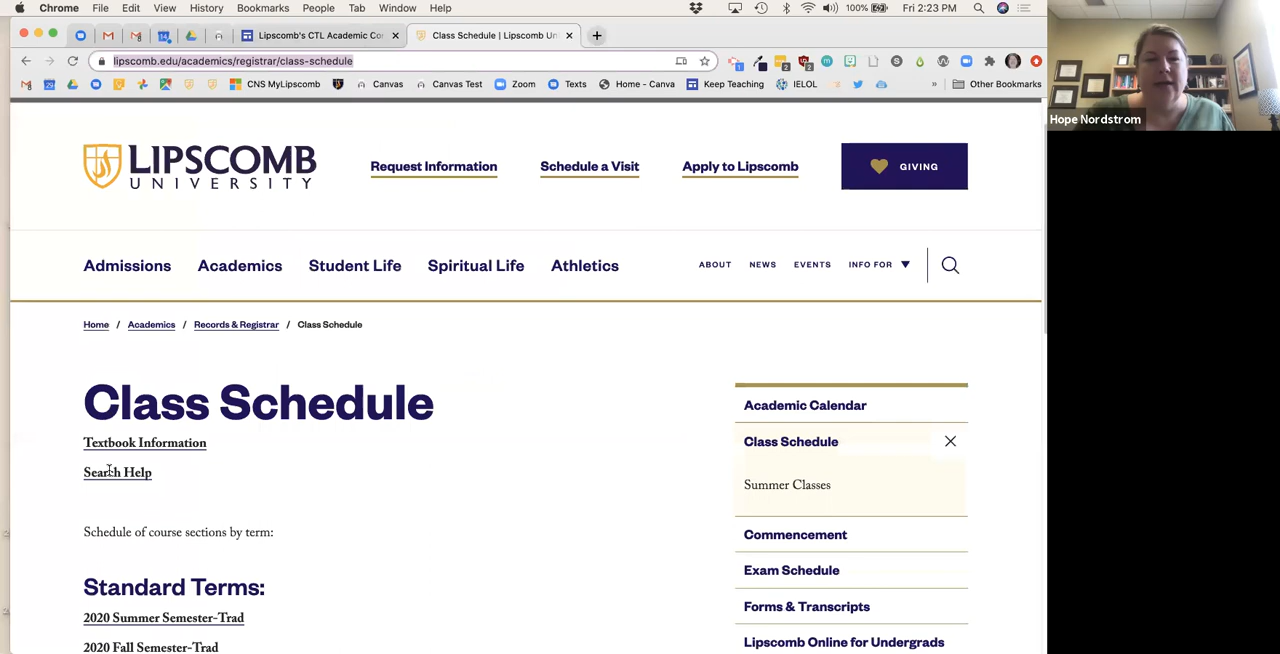 Chrome File Edit View History Bookmarks People Tab Window Help 100% Fri 2:23 PM
14 Lipscomb's CTL Academic Co Class Schedule | Lipscomb Un
lipscomb.edu/academics/registrar/class-schedule
CNS MyLipscomb Canvas Canvas Test Zoom Texts Home - Canva Keep Teaching IELOL » Other Bookmarks
Hope Nordstrom
LIPSCOMB
UNIVERSITY
Request Information Schedule a Visit Apply to Lipscomb GIVING
Admissions Academics Student Life Spiritual Life Athletics ABOUT NEWS EVENTS INFO FOR
Home / Academics / Records & Registrar / Class Schedule
Class Schedule
Textbook Information
Search Help
Schedule of course sections by term:
Standard Terms:
2020 Summer Semester-Trad
2020 Fall Semester-Trad
Academic Calendar
Class Schedule
Summer Classes
Commencement
Exam Schedule
Forms & Transcripts
Lipscomb Online for Undergrads